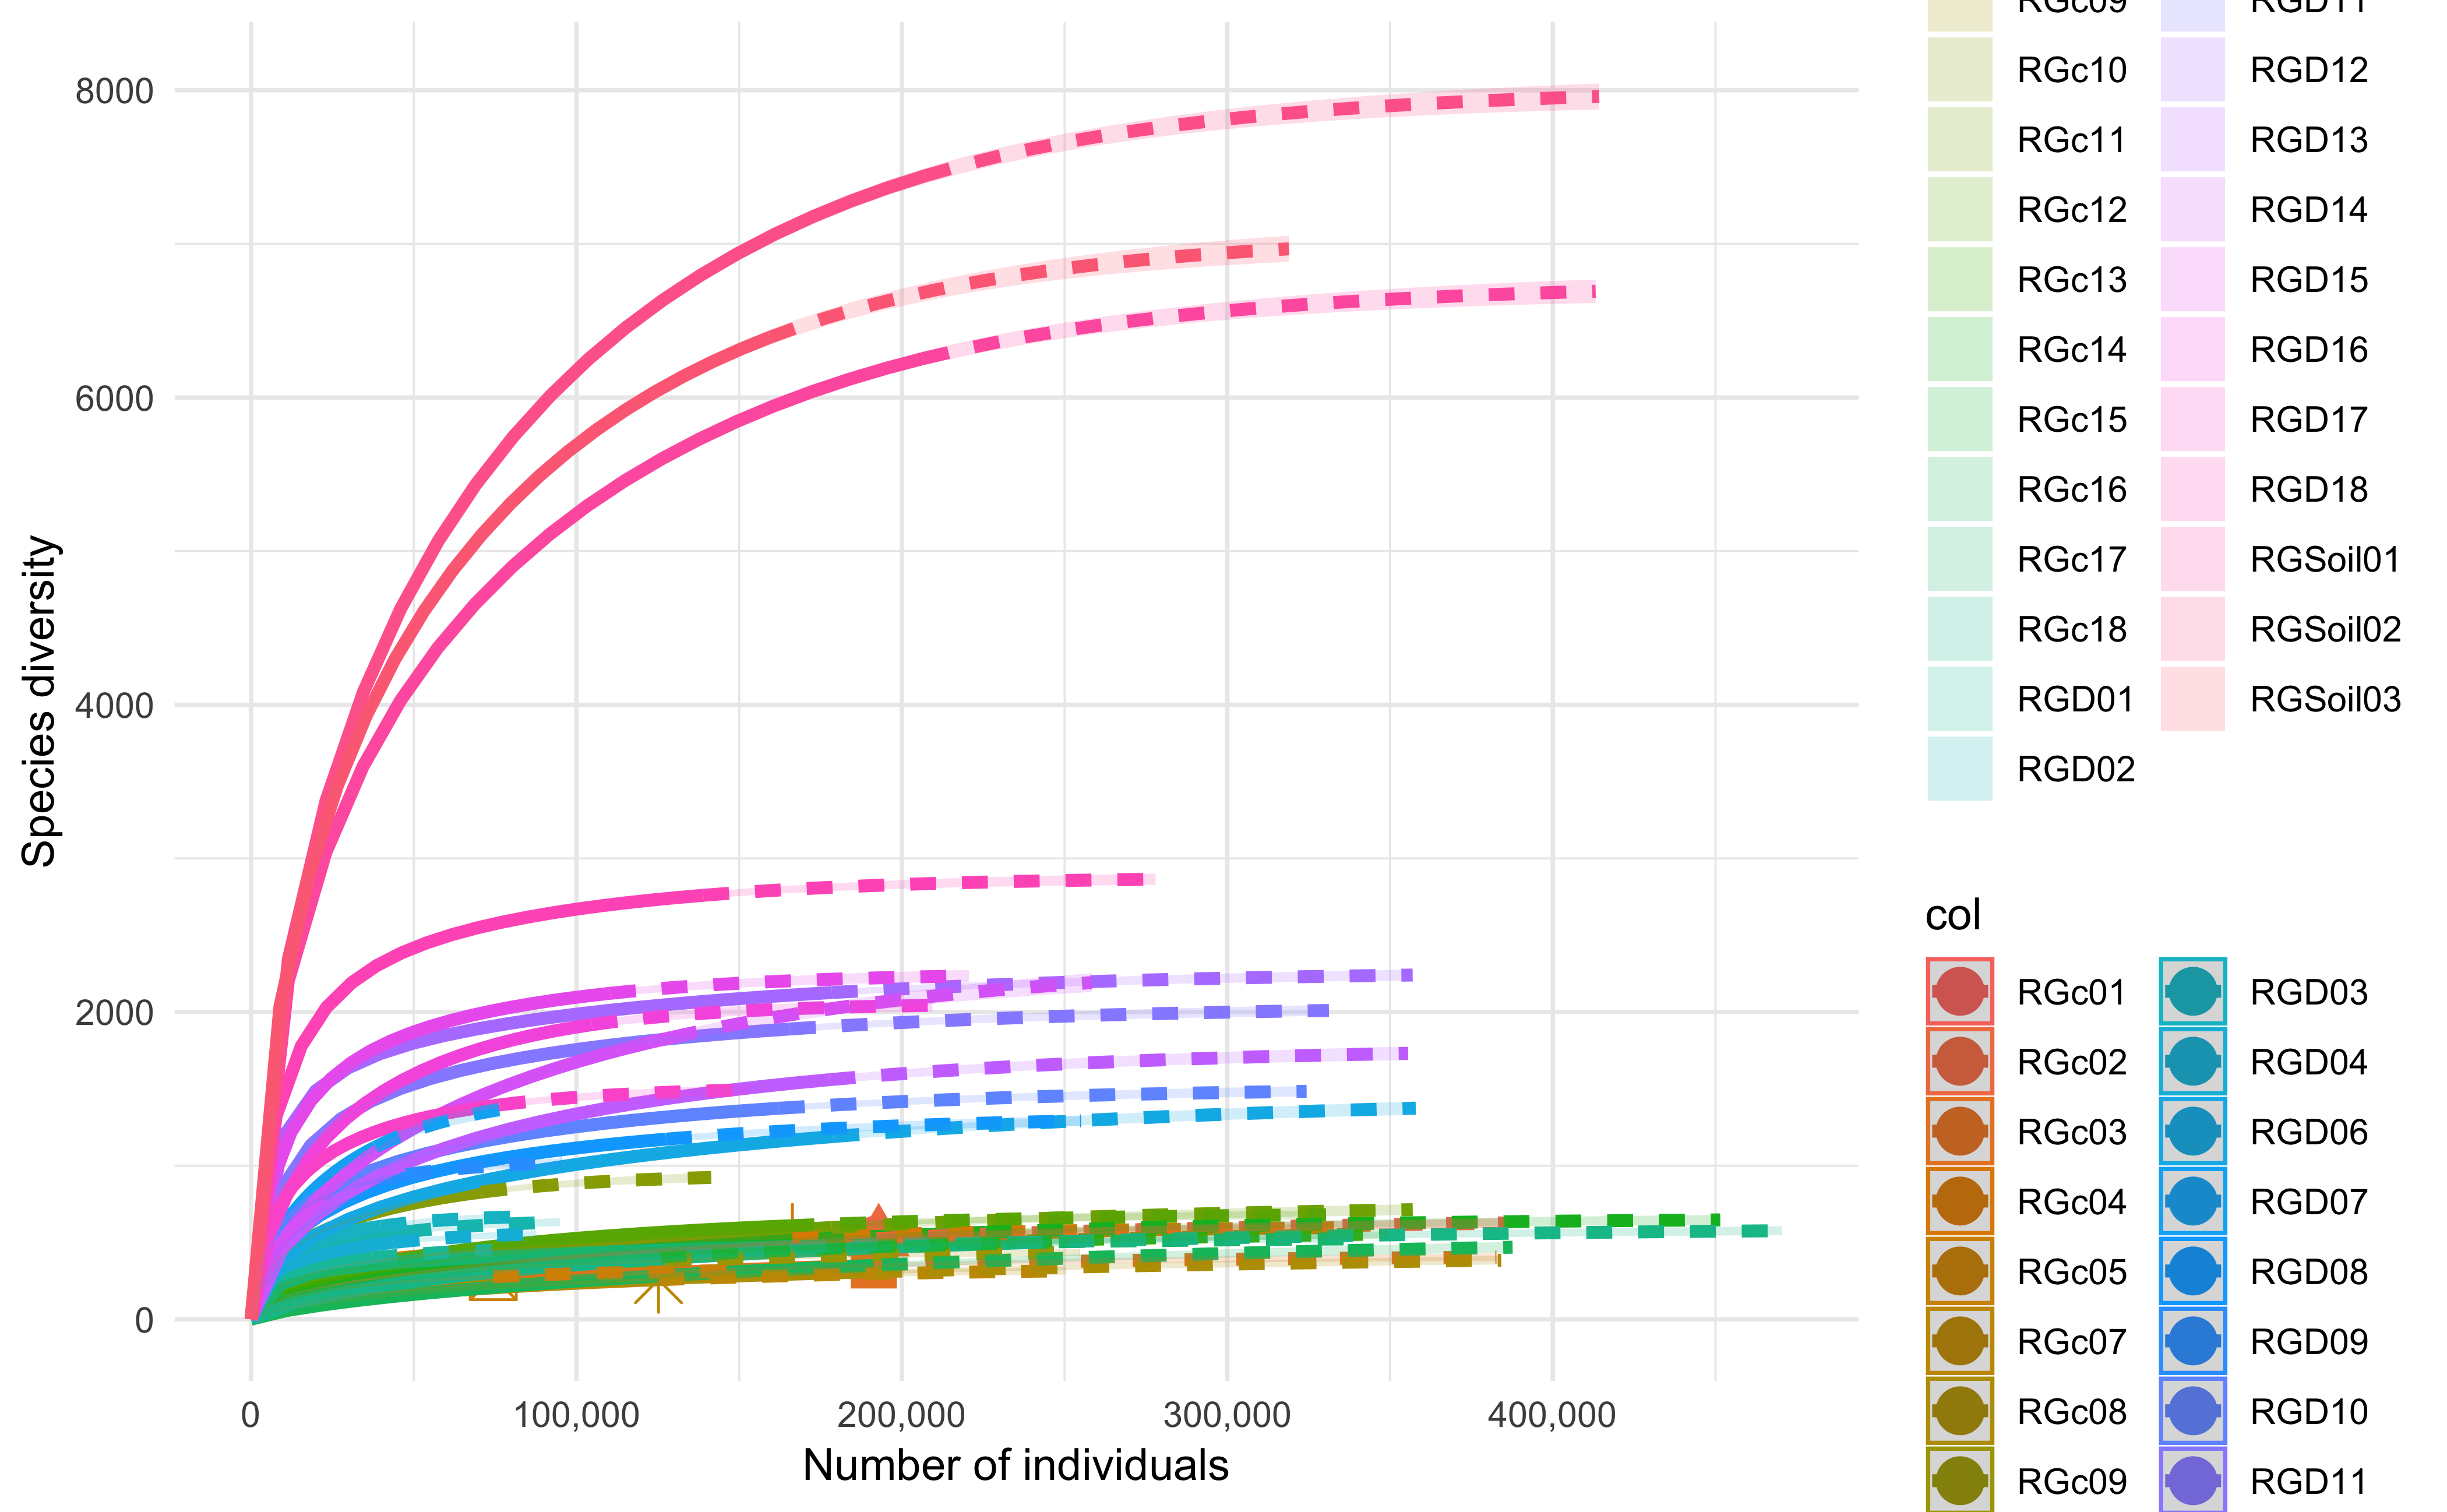 8000
6000
4000
2000
0
Species diversity
0
100,000
200,000
300,000
400,000
Number of individuals
RGc09
RGc10
RGc11
RGc12
RGc13
RGc14
RGc15
RGc16
RGc17
RGc18
RGD01
RGD02
RGD11
RGD12
RGD13
RGD14
RGD15
RGD16
RGD17
RGD18
RGSoil01
RGSoil02
RGSoil03
col
RGc01
RGc02
RGc03
RGc04
RGc05
RGc07
RGc08
RGc09
RGD03
RGD04
RGD06
RGD07
RGD08
RGD09
RGD10
RGD11